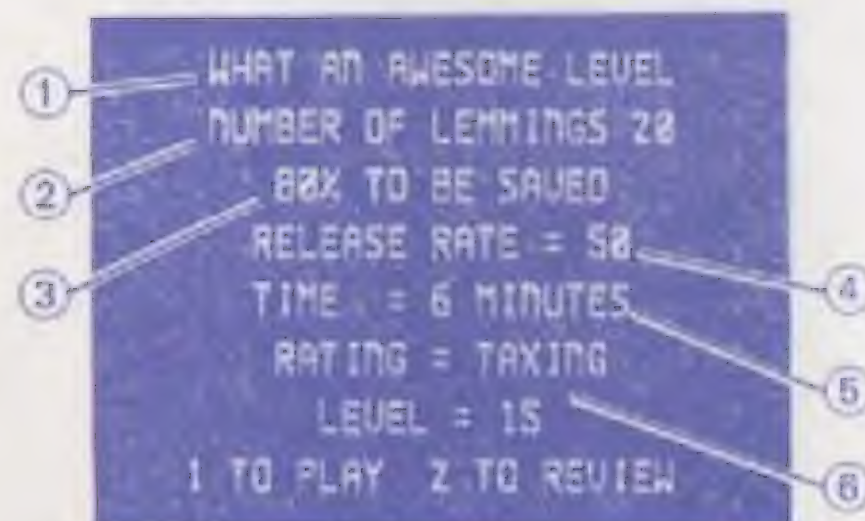 ① WHAT AN AWESOME LEVEL
② NUMBER OF LEMMINGS 20
③ 80% TO BE SAVED
RELEASE RATE = 50 ④
TIME = 6 MINUTES ⑤
RATING = TAXING ⑥
LEVEL = 15
1 TO PLAY 2 TO REVIEW